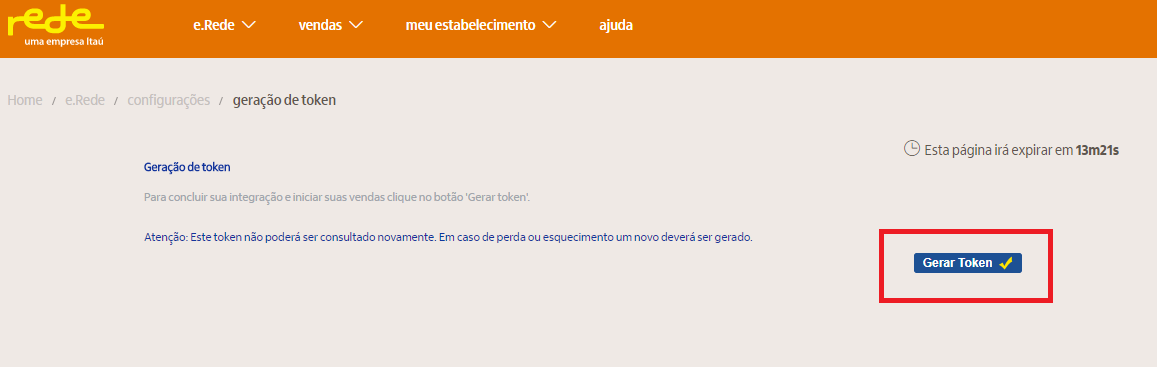 rede
uma empresa Itaú
e.Rede
vendas
meu estabelecimento
ajuda
Home / e.Rede / configurações / geração de token
Esta página irá expirar em 13m21s
Geração de token
Para concluir sua integração e iniciar suas vendas clique no botão 'Gerar token'.
Atenção: Este token não poderá ser consultado novamente. Em caso de perda ou esquecimento um novo deverá ser gerado.
Gerar Token